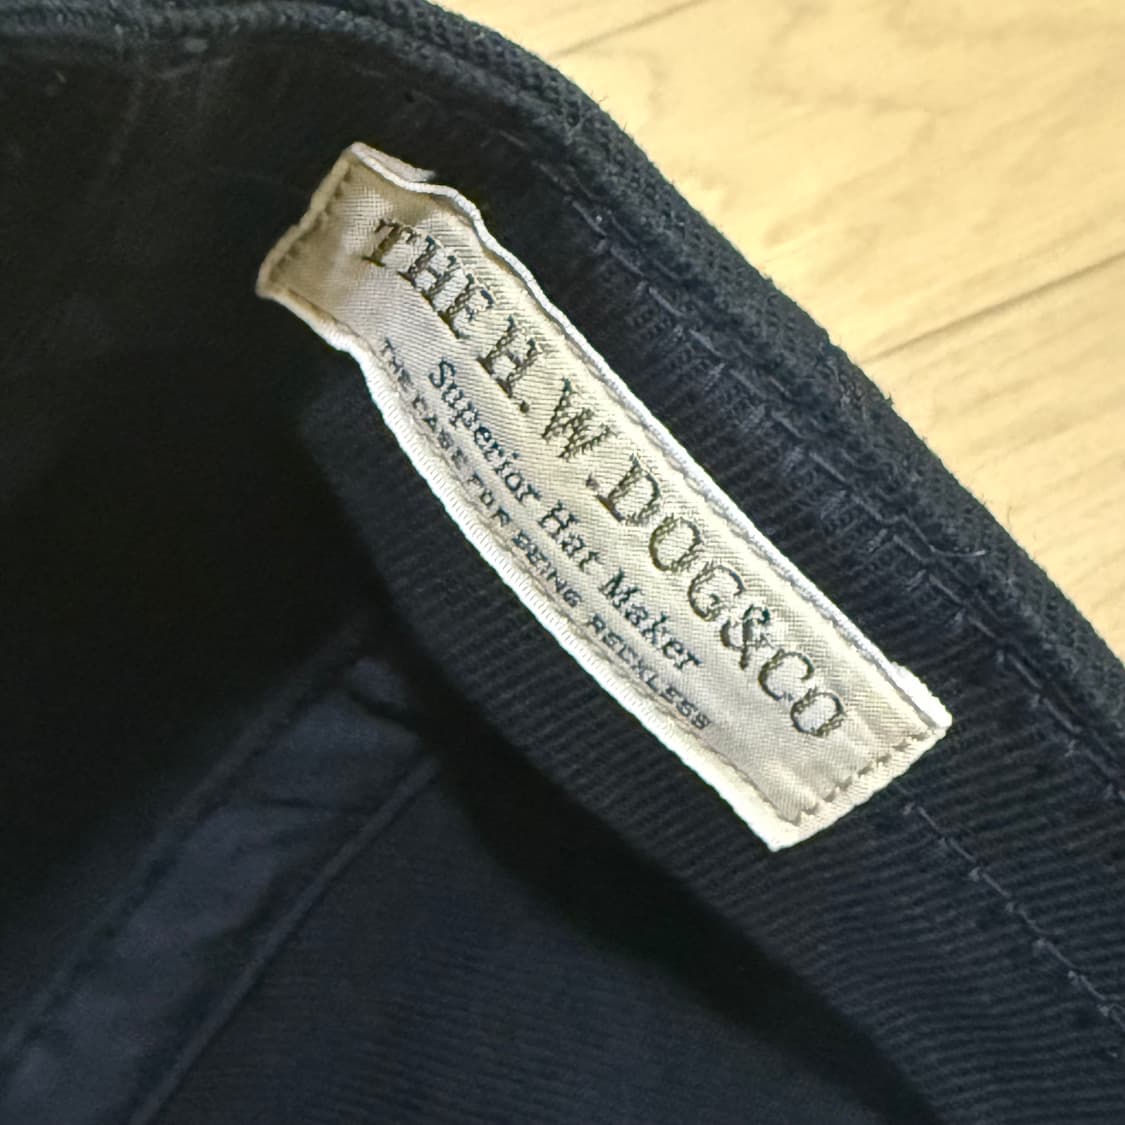 THE H.W.DOG&CO
Superior Hat Maker
THE CASE FOR BEING RECKLESS